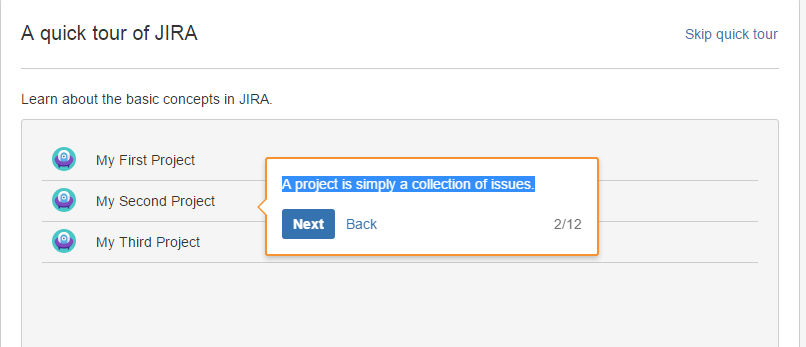 A quick tour of JIRA
Skip quick tour
Learn about the basic concepts in JIRA.
My First Project
My Second Project
My Third Project
A project is simply a collection of issues.
Next
Back
2/12